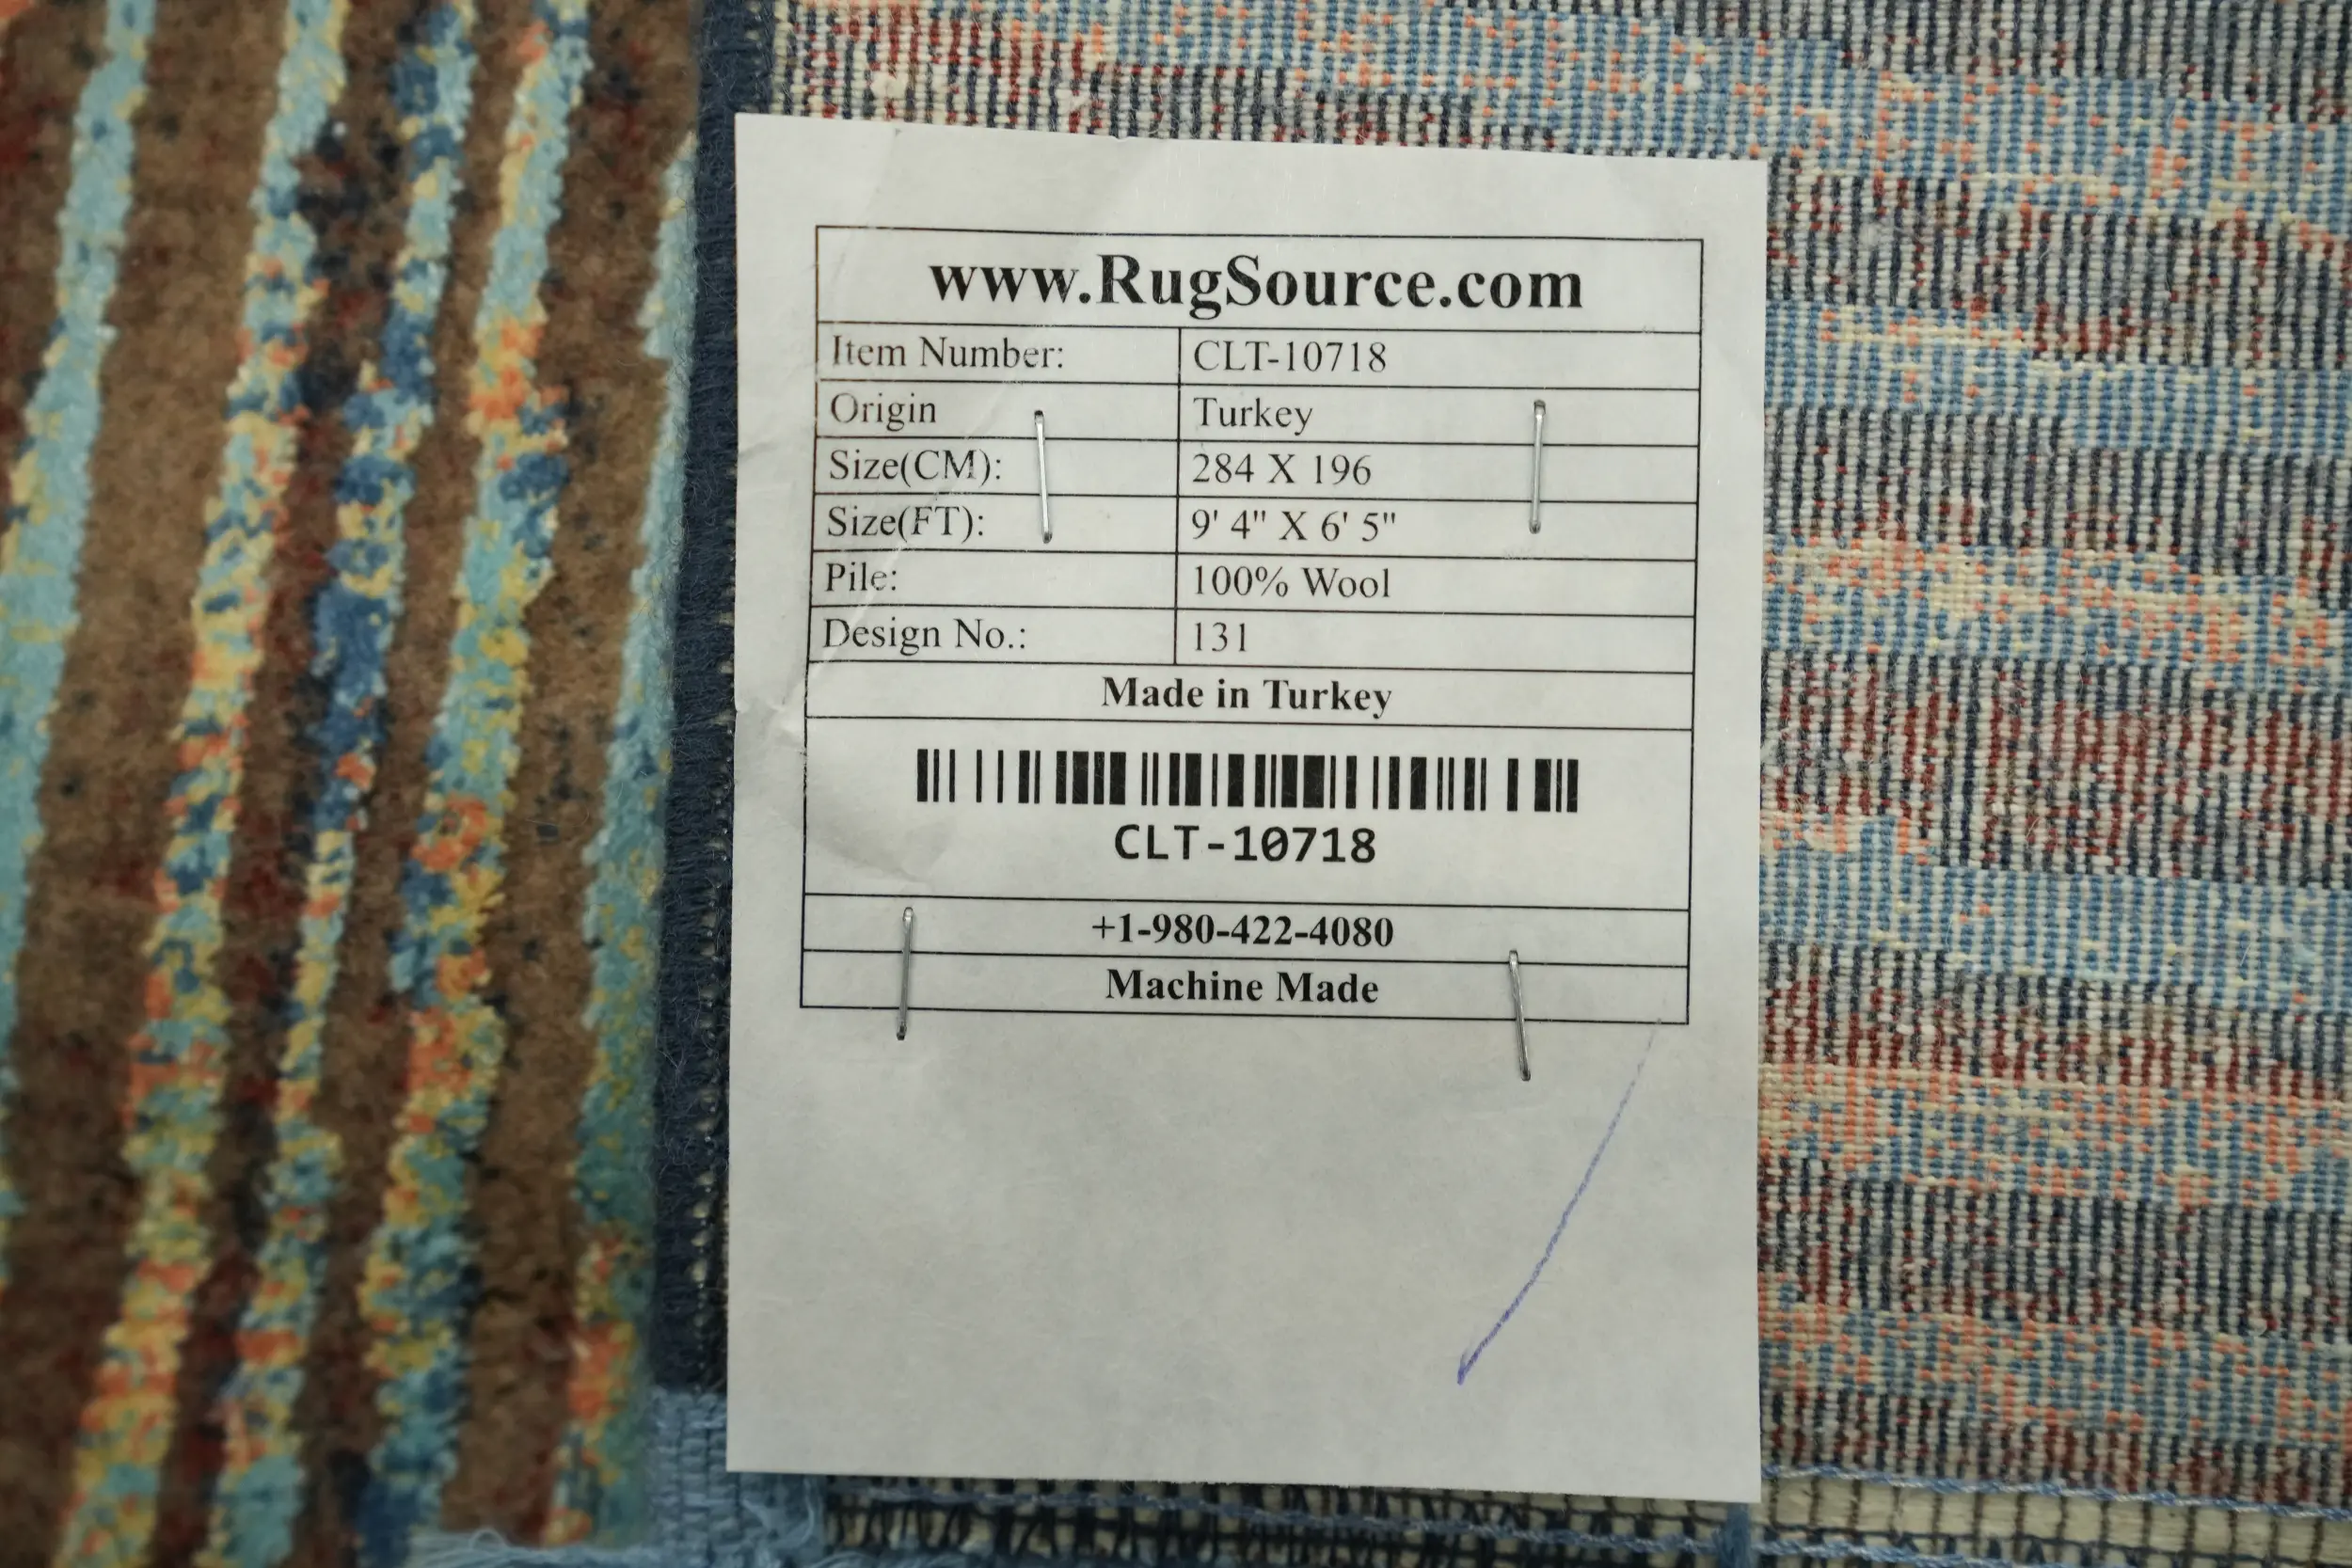 www.RugSource.com
Item Number: CLT-10718
Origin Turkey
Size(CM): 284 X 196
Size(FT): 9' 4" X 6' 5"
Pile: 100% Wool
Design No.: 131
Made in Turkey
CLT-10718
+1-980-422-4080
Machine Made